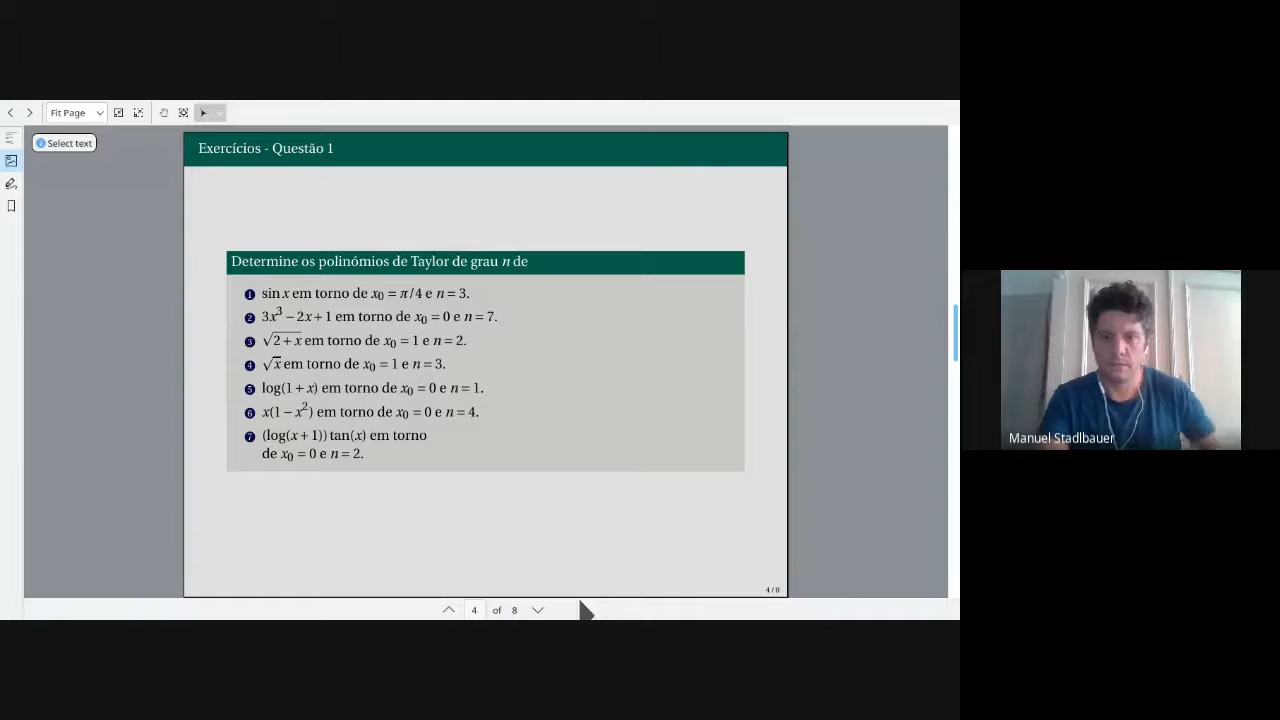 Fit Page
Select text
Exercícios - Questão 1
Determine os polinómios de Taylor de grau n de
1 sin x em torno de x₀ = π/4 e n = 3.
2 3x³ − 2x + 1 em torno de x₀ = 0 e n = 7.
3 √(2 + x) em torno de x₀ = 1 e n = 2.
4 √x em torno de x₀ = 1 e n = 3.
5 log(1 + x) em torno de x₀ = 0 e n = 1.
6 x(1 − x²) em torno de x₀ = 0 e n = 4.
7 (log(x + 1)) tan(x) em torno
de x₀ = 0 e n = 2.
4 / 8
4 of 8
Manuel Stadlbauer